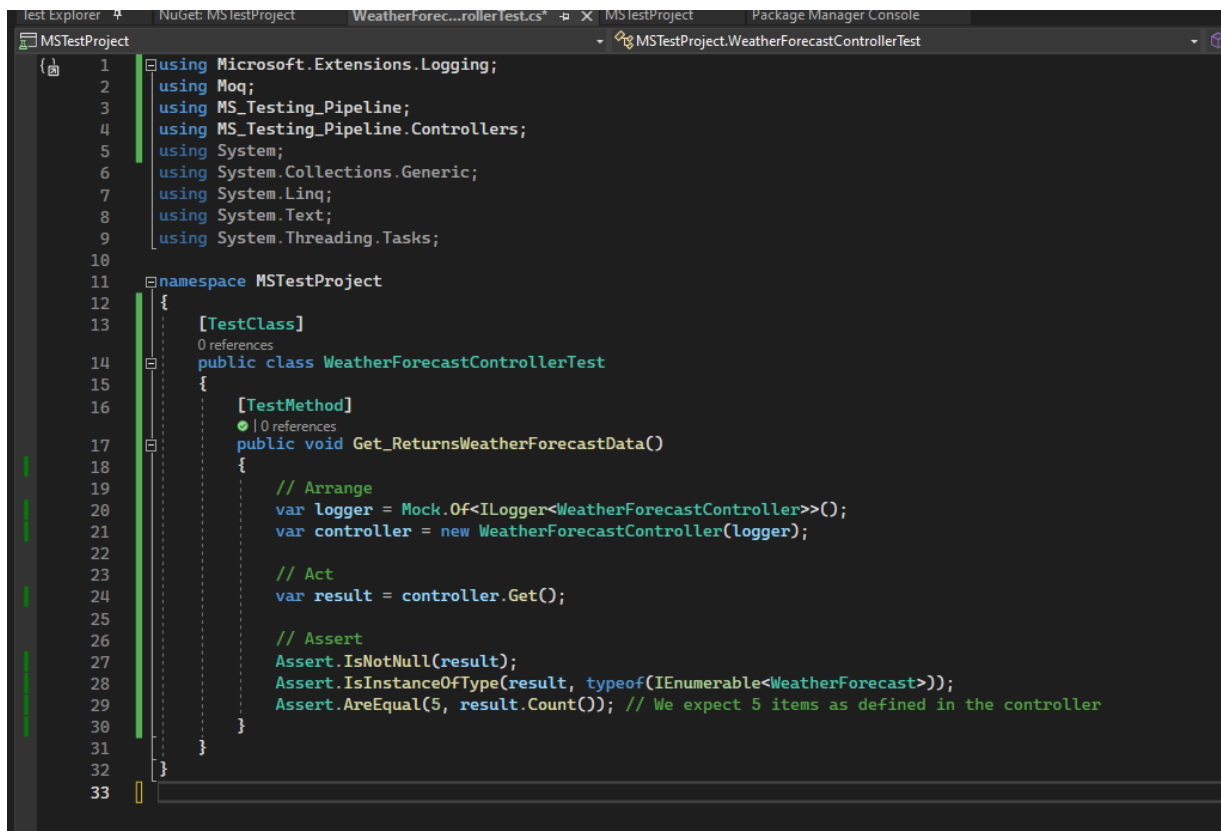 Test Explorer
NuGet: MSTestProject
WeatherForec...rollerTest.cs*
MSTestProject
Package Manager Console
MSTestProject
MSTestProject.WeatherForecastControllerTest
1 using Microsoft.Extensions.Logging;
2 using Moq;
3 using MS_Testing_Pipeline;
4 using MS_Testing_Pipeline.Controllers;
5 using System;
6 using System.Collections.Generic;
7 using System.Linq;
8 using System.Text;
9 using System.Threading.Tasks;
10
11 namespace MSTestProject
12 {
13 [TestClass]
0 references
14 public class WeatherForecastControllerTest
15 {
16 [TestMethod]
| 0 references
17 public void Get_ReturnsWeatherForecastData()
18 {
19 // Arrange
20 var logger = Mock.Of<ILogger<WeatherForecastController>>();
21 var controller = new WeatherForecastController(logger);
22
23 // Act
24 var result = controller.Get();
25
26 // Assert
27 Assert.IsNotNull(result);
28 Assert.IsInstanceOfType(result, typeof(IEnumerable<WeatherForecast>));
29 Assert.AreEqual(5, result.Count()); // We expect 5 items as defined in the controller
30 }
31 }
32 }
33